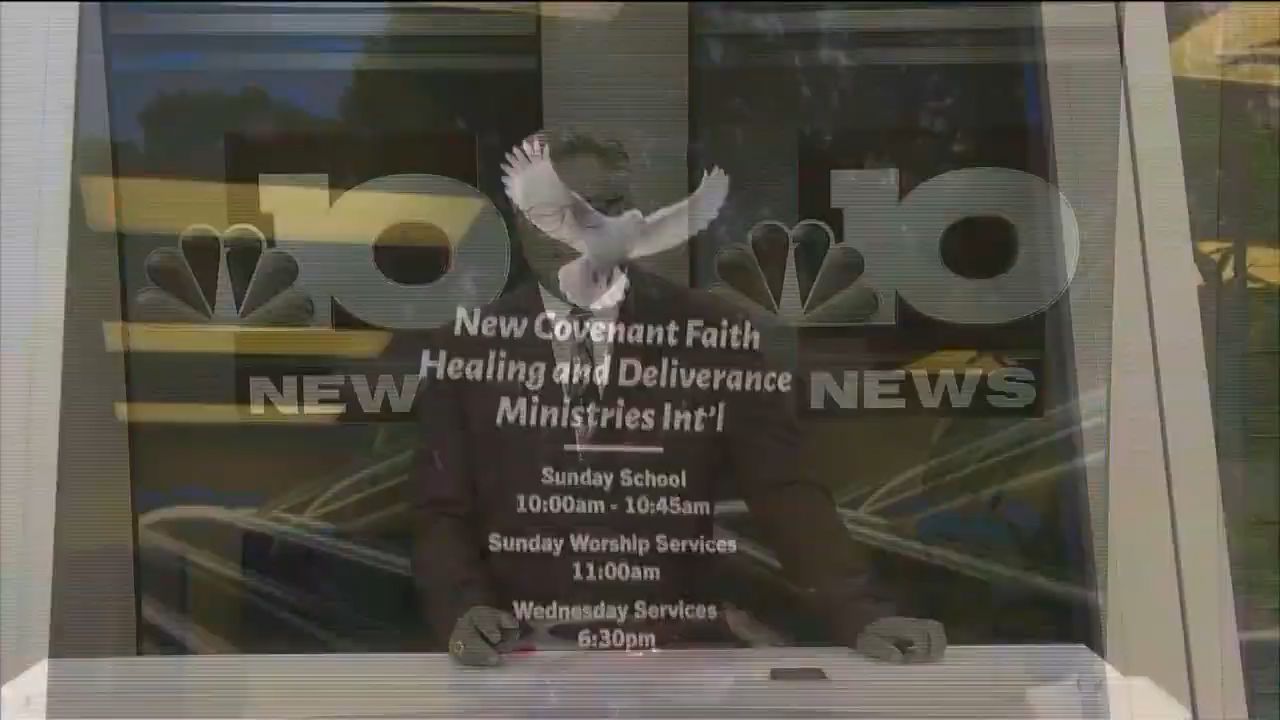 10
NEWS
10
NEWS
New Covenant Faith
Healing and Deliverance
Ministries Int'l
Sunday School
10:00am - 10:45am
Sunday Worship Services
11:00am
Wednesday Services
6:30pm